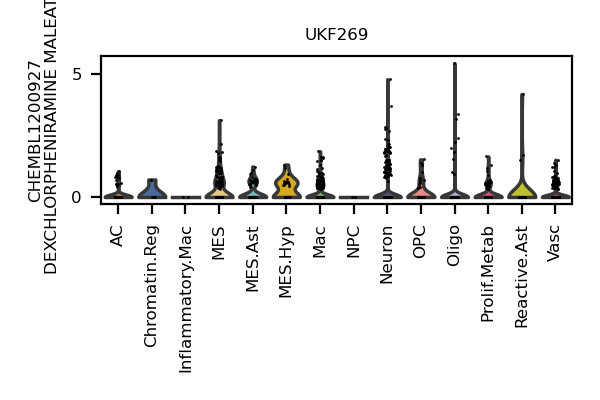 UKF269
CHEMBL1200927
DEXCHLORPHENIRAMINE MALEAT
5
0
AC
Chromatin.Reg
Inflammatory.Mac
MES
MES.Ast
MES.Hyp
Mac
NPC
Neuron
OPC
Oligo
Prolif.Metab
Reactive.Ast
Vasc